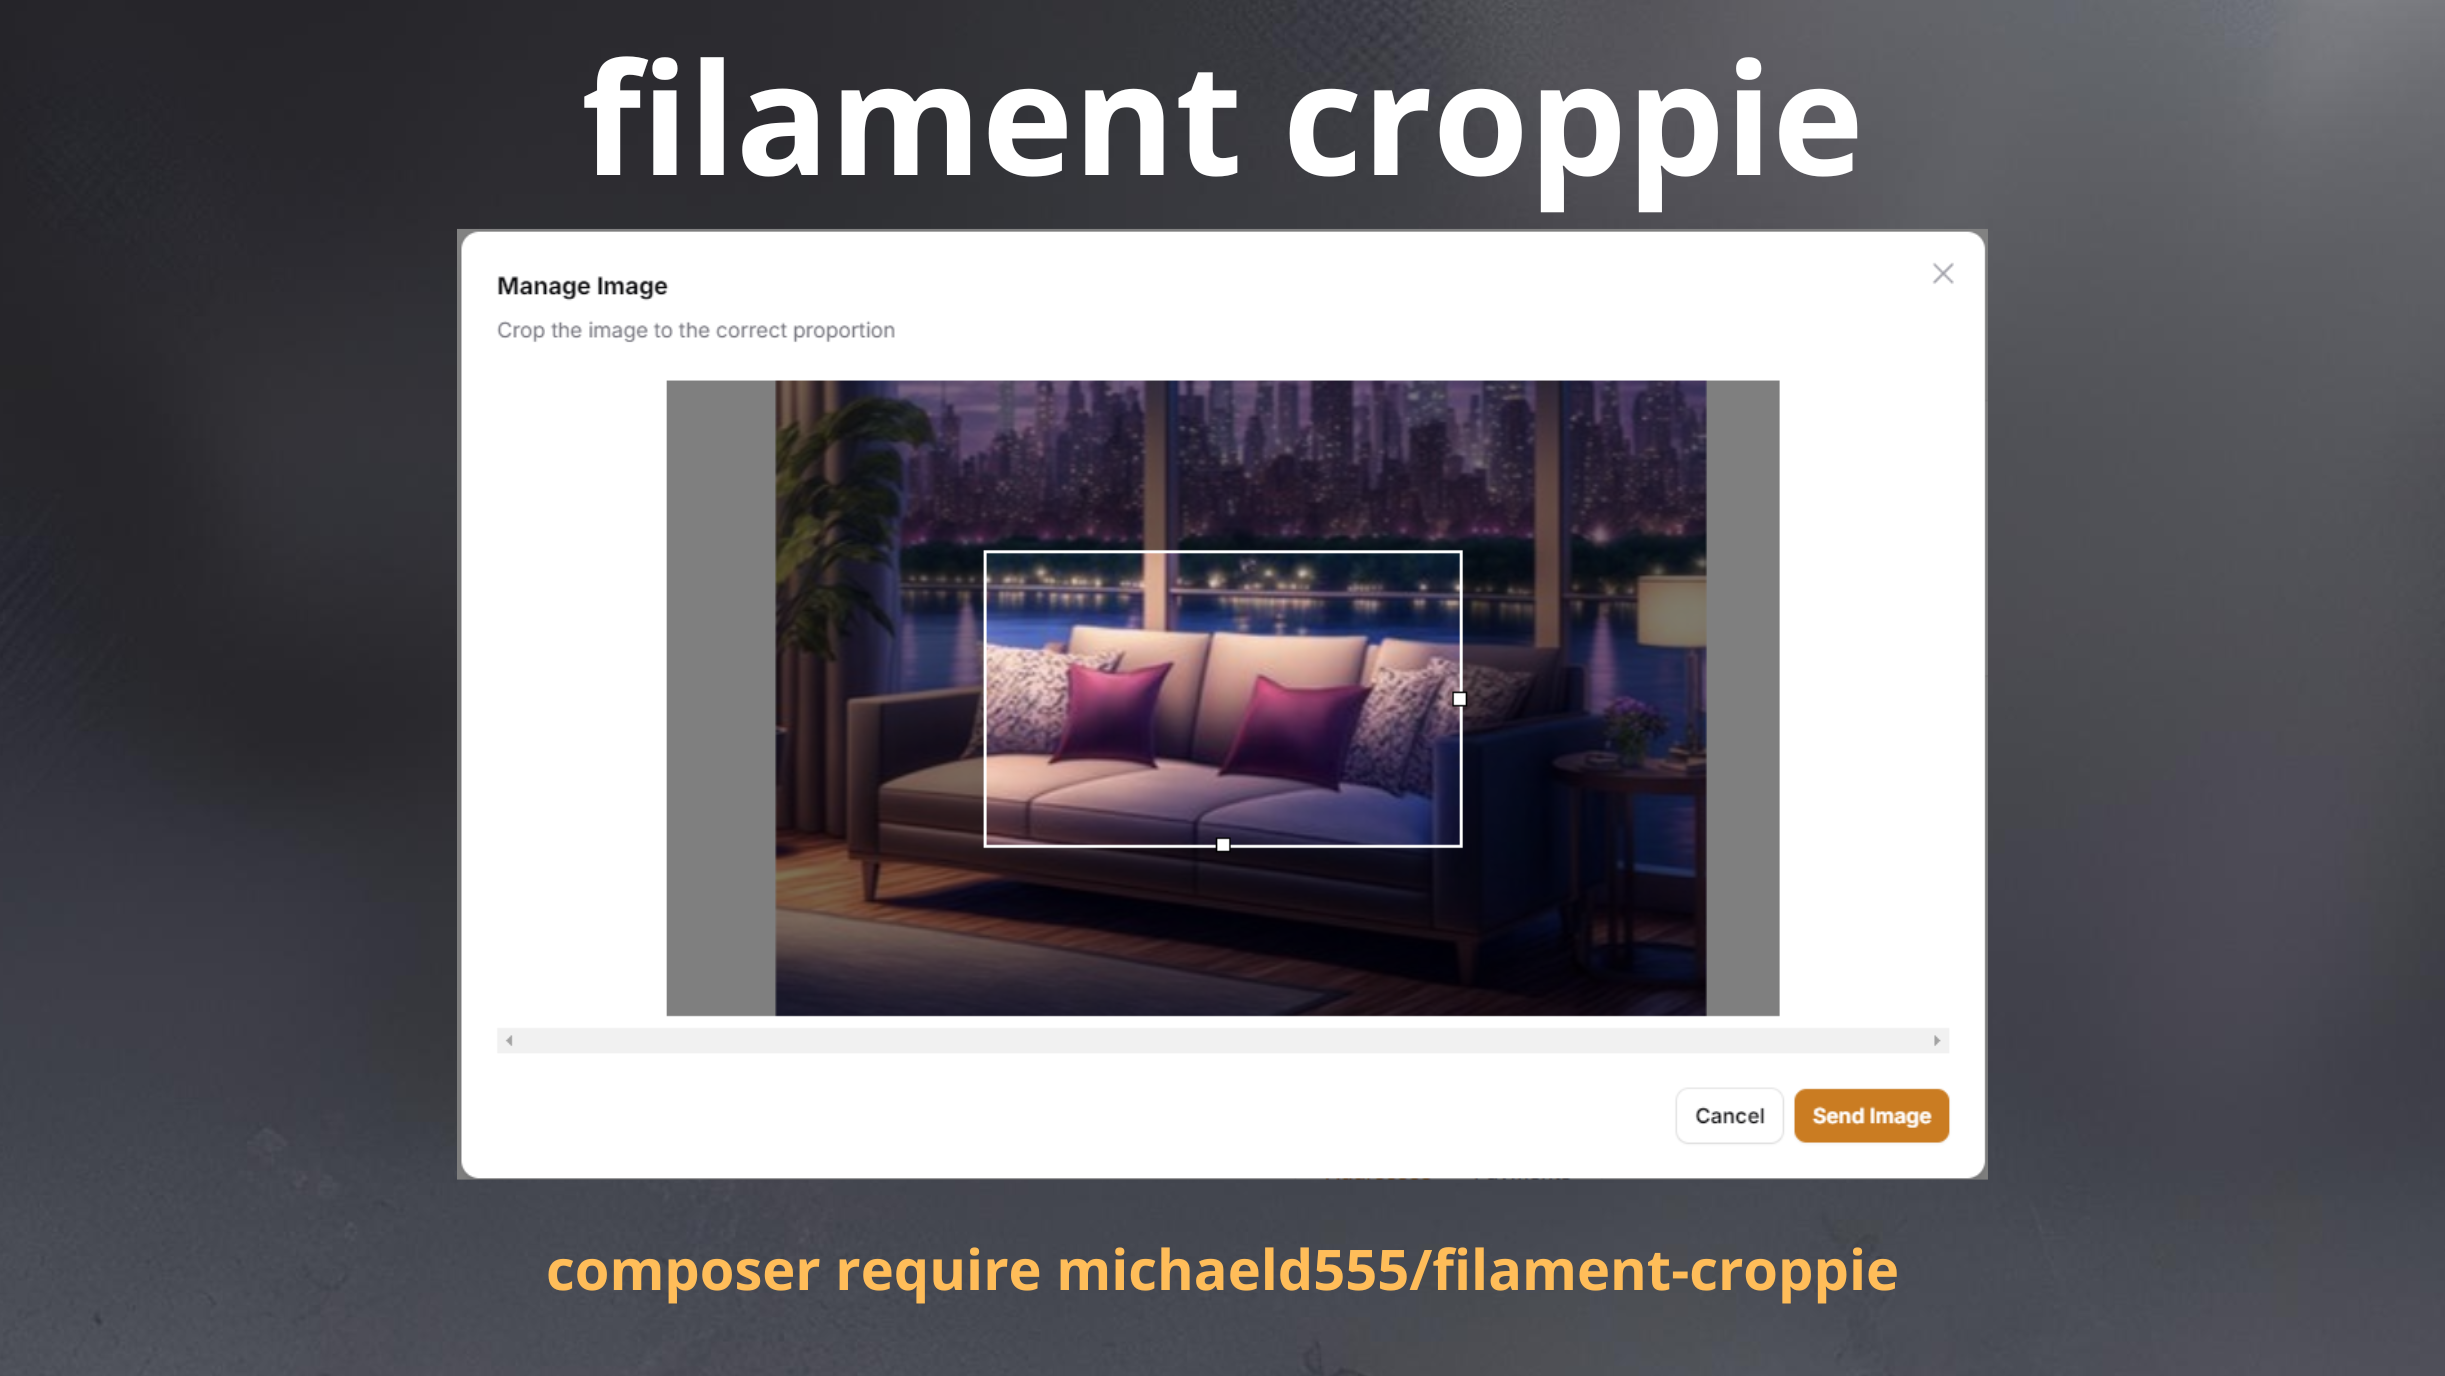 filament croppie
Manage Image
Crop the image to the correct proportion
Cancel
Send Image
composer require michaeld555/filament-croppie